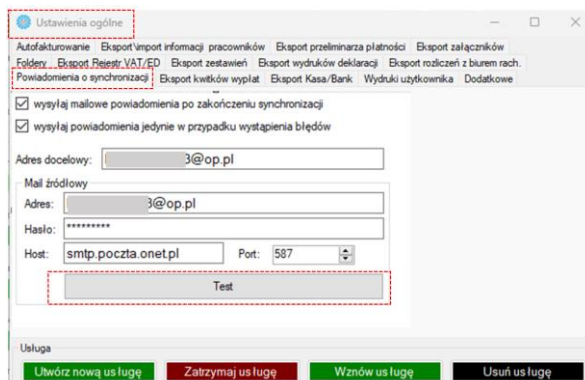 Ustawienia ogólne
Autofakturowanie Eksport\import informacji pracowników Eksport preliminarza płatności Eksport załączników
Foldery Eksport Rejestr VAT/ED Eksport zestawień Eksport wydruków deklaracji Eksport rozliczeń z biurem rach.
Powiadomienia o synchronizacji Eksport kwitków wypłat Eksport Kasa/Bank Wydruki użytkownika Dodatkowe
wysyłaj mailowe powiadomienia po zakończeniu synchronizacji
wysyłaj powiadomienia jedynie w przypadku wystąpienia błędów
Adres docelowy: 3@op.pl
Mail źródłowy
Adres: 3@op.pl
Hasło: *********
Host: smtp.poczta.onet.pl Port: 587
Test
Usługa
Utwórz nową usługę Zatrzymaj usługę Wznów usługę Usuń usługę